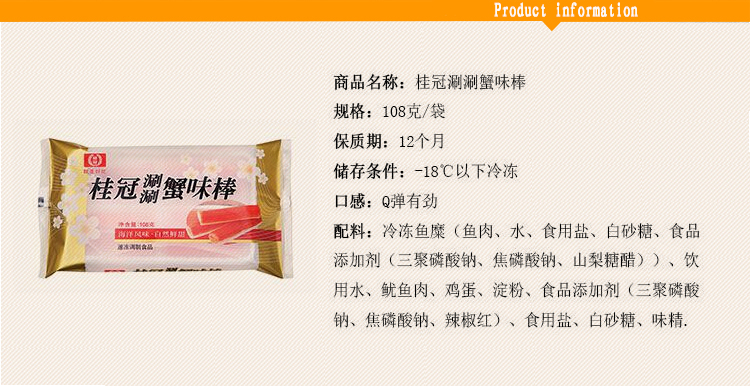 Product information
商品名称：桂冠涮涮蟹味棒
规格：108克/袋
保质期：12个月
储存条件：-18℃以下冷冻
口感：Q弹有劲
配料：冷冻鱼糜（鱼肉、水、食用盐、白砂糖、食品
添加剂（三聚磷酸钠、焦磷酸钠、山梨糖醋））、饮
用水、鱿鱼肉、鸡蛋、淀粉、食品添加剂（三聚磷酸
钠、焦磷酸钠、辣椒红）、食用盐、白砂糖、味精.
桂冠涮涮蟹味棒
净含量:108克
海洋风味·自然鲜甜
速冻调制食品